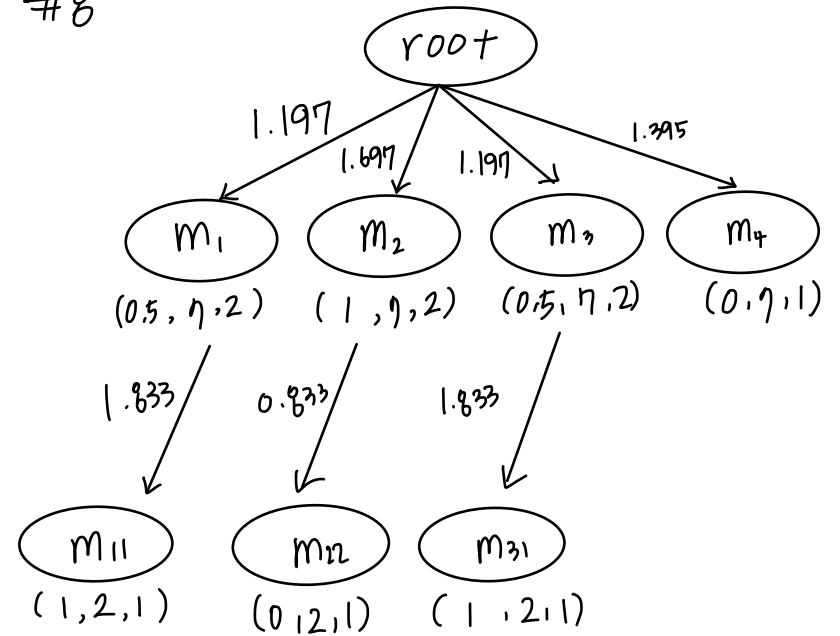 #8
root
1.197 1.697 1.197 1.395
m1 m2 m3 m4
(0.5, 7, 2) (1, 7, 2) (0.5, 7, 2) (0, 7, 1)
1.833 0.833 1.833
m11 m22 m31
(1, 2, 1) (0, 2, 1) (1, 2, 1)